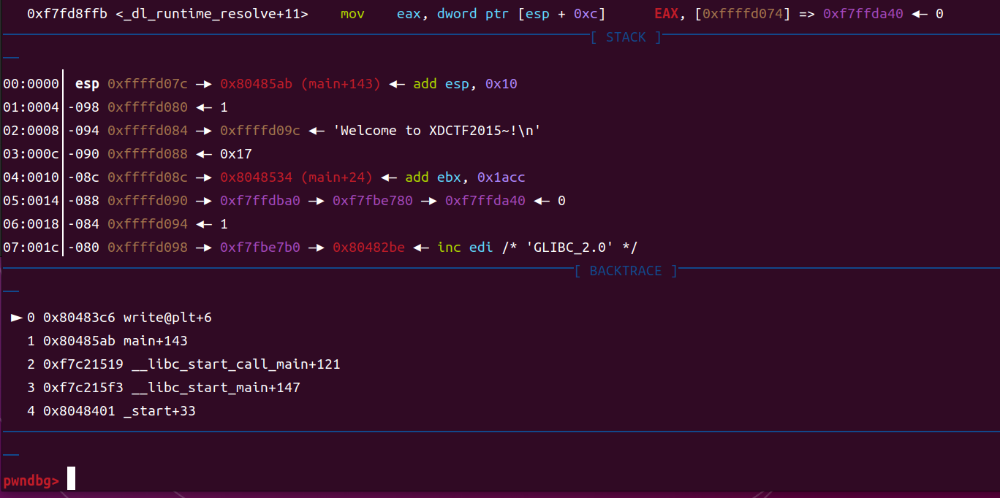 0xf7fd8ffb <_dl_runtime_resolve+11>    mov    eax, dword ptr [esp + 0xc]      EAX, [0xffffd074] => 0xf7ffda40 ◂— 0
[ STACK ]
00:0000│ esp 0xffffd07c —▸ 0x80485ab (main+143) ◂— add esp, 0x10
01:0004│-098 0xffffd080 ◂— 1
02:0008│-094 0xffffd084 —▸ 0xffffd09c ◂— 'Welcome to XDCTF2015~!\n'
03:000c│-090 0xffffd088 ◂— 0x17
04:0010│-08c 0xffffd08c —▸ 0x8048534 (main+24) ◂— add ebx, 0x1acc
05:0014│-088 0xffffd090 —▸ 0xf7ffdba0 —▸ 0xf7fbe780 —▸ 0xf7ffda40 ◂— 0
06:0018│-084 0xffffd094 ◂— 1
07:001c│-080 0xffffd098 —▸ 0xf7fbe7b0 —▸ 0x80482be ◂— inc edi /* 'GLIBC_2.0' */
[ BACKTRACE ]
► 0 0x80483c6 write@plt+6
1 0x80485ab main+143
2 0xf7c21519 __libc_start_call_main+121
3 0xf7c215f3 __libc_start_main+147
4 0x8048401 _start+33
pwndbg>